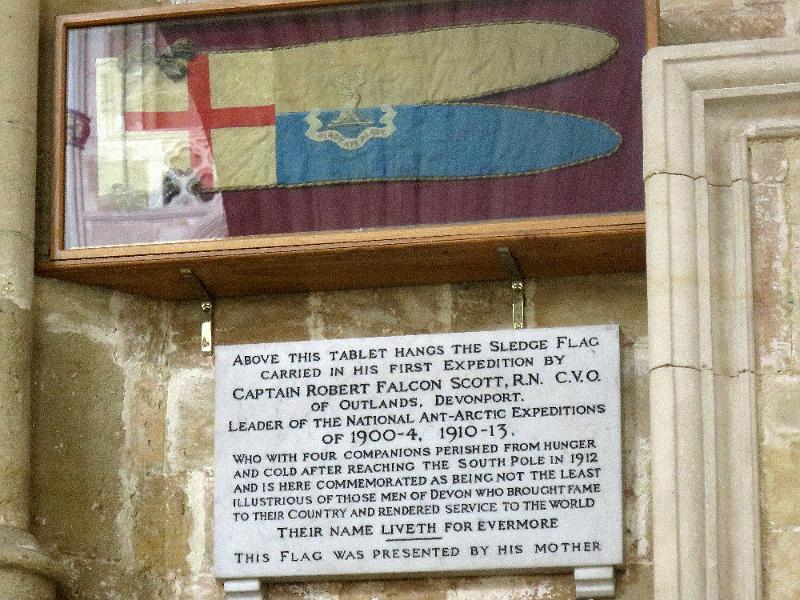 READY AYE READY
ABOVE THIS TABLET HANGS THE SLEDGE FLAG
CARRIED IN HIS FIRST EXPEDITION BY
CAPTAIN ROBERT FALCON SCOTT, R.N. C.V.O.
OF OUTLANDS, DEVONPORT.
LEADER OF THE NATIONAL ANT-ARCTIC EXPEDITIONS
OF 1900-4, 1910-13.
WHO WITH FOUR COMPANIONS PERISHED FROM HUNGER
AND COLD AFTER REACHING THE SOUTH POLE IN 1912
AND IS HERE COMMEMORATED AS BEING NOT THE LEAST
ILLUSTRIOUS OF THOSE MEN OF DEVON WHO BROUGHT FAME
TO THEIR COUNTRY AND RENDERED SERVICE TO THE WORLD
THEIR NAME LIVETH FOR EVERMORE
THIS FLAG WAS PRESENTED BY HIS MOTHER